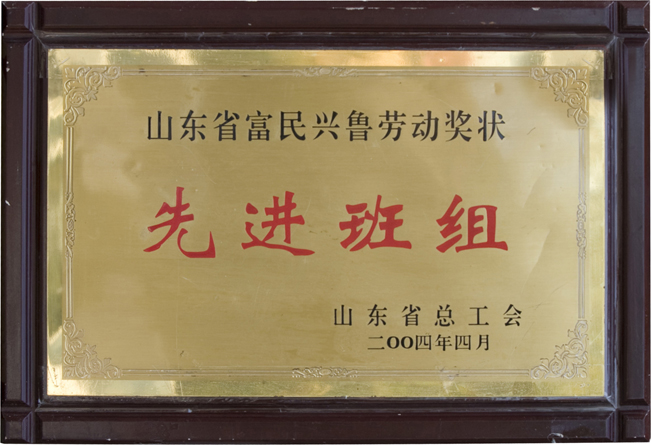 山东省富民兴鲁劳动奖状
先进班组
山东省总工会
二OO四年四月